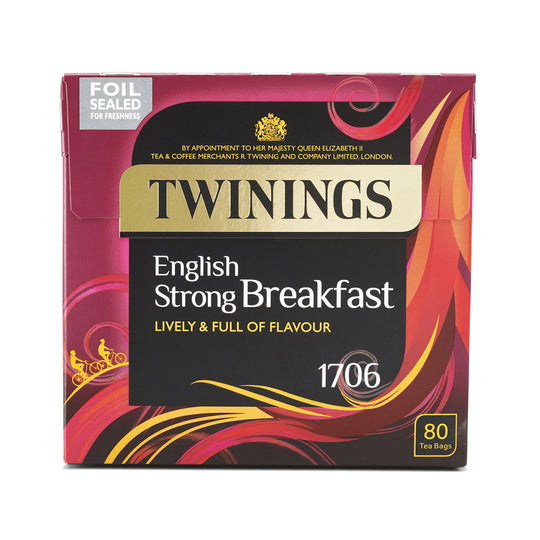 FOIL
SEALED
FOR FRESHNESS
BY APPOINTMENT TO HER MAJESTY QUEEN ELIZABETH II
TEA & COFFEE MERCHANTS R. TWINING AND COMPANY LIMITED. LONDON.
TWININGS
English
Strong Breakfast
LIVELY & FULL OF FLAVOUR
1706
80
Tea Bags